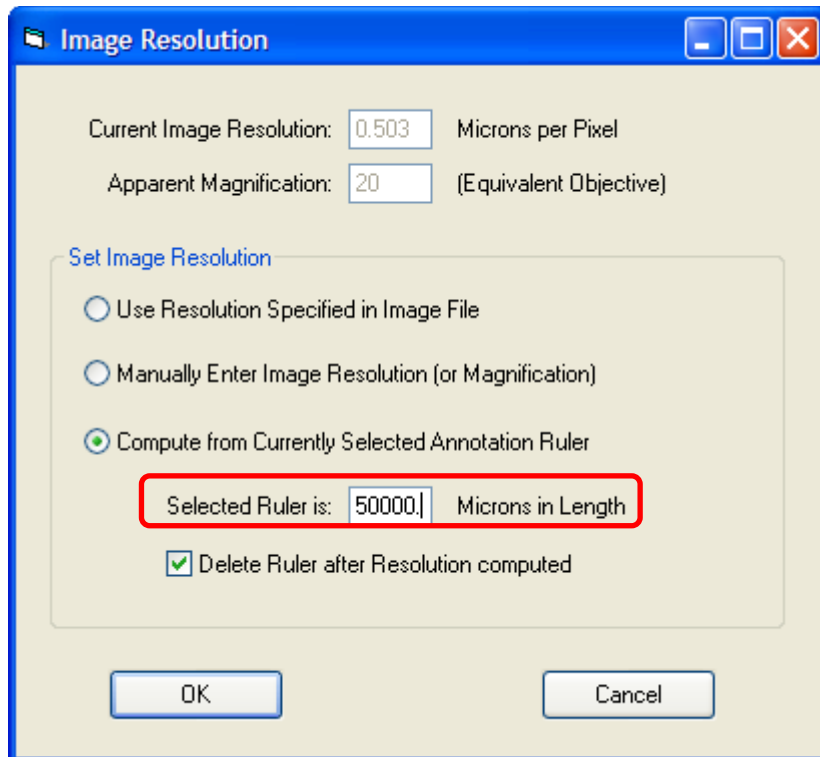 Image Resolution
Current Image Resolution: 0.503 Microns per Pixel
Apparent Magnification: 20 (Equivalent Objective)
Set Image Resolution
Use Resolution Specified in Image File
Manually Enter Image Resolution (or Magnification)
Compute from Currently Selected Annotation Ruler
Selected Ruler is: 50000. Microns in Length
Delete Ruler after Resolution computed
OK Cancel